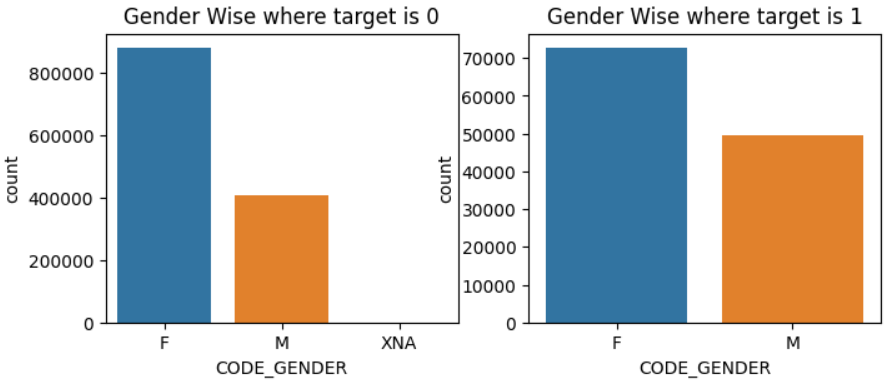 Gender Wise where target is 0
800000
600000
400000
200000
0
count
F M XNA
CODE_GENDER
Gender Wise where target is 1
70000
60000
50000
40000
30000
20000
10000
0
count
F M
CODE_GENDER